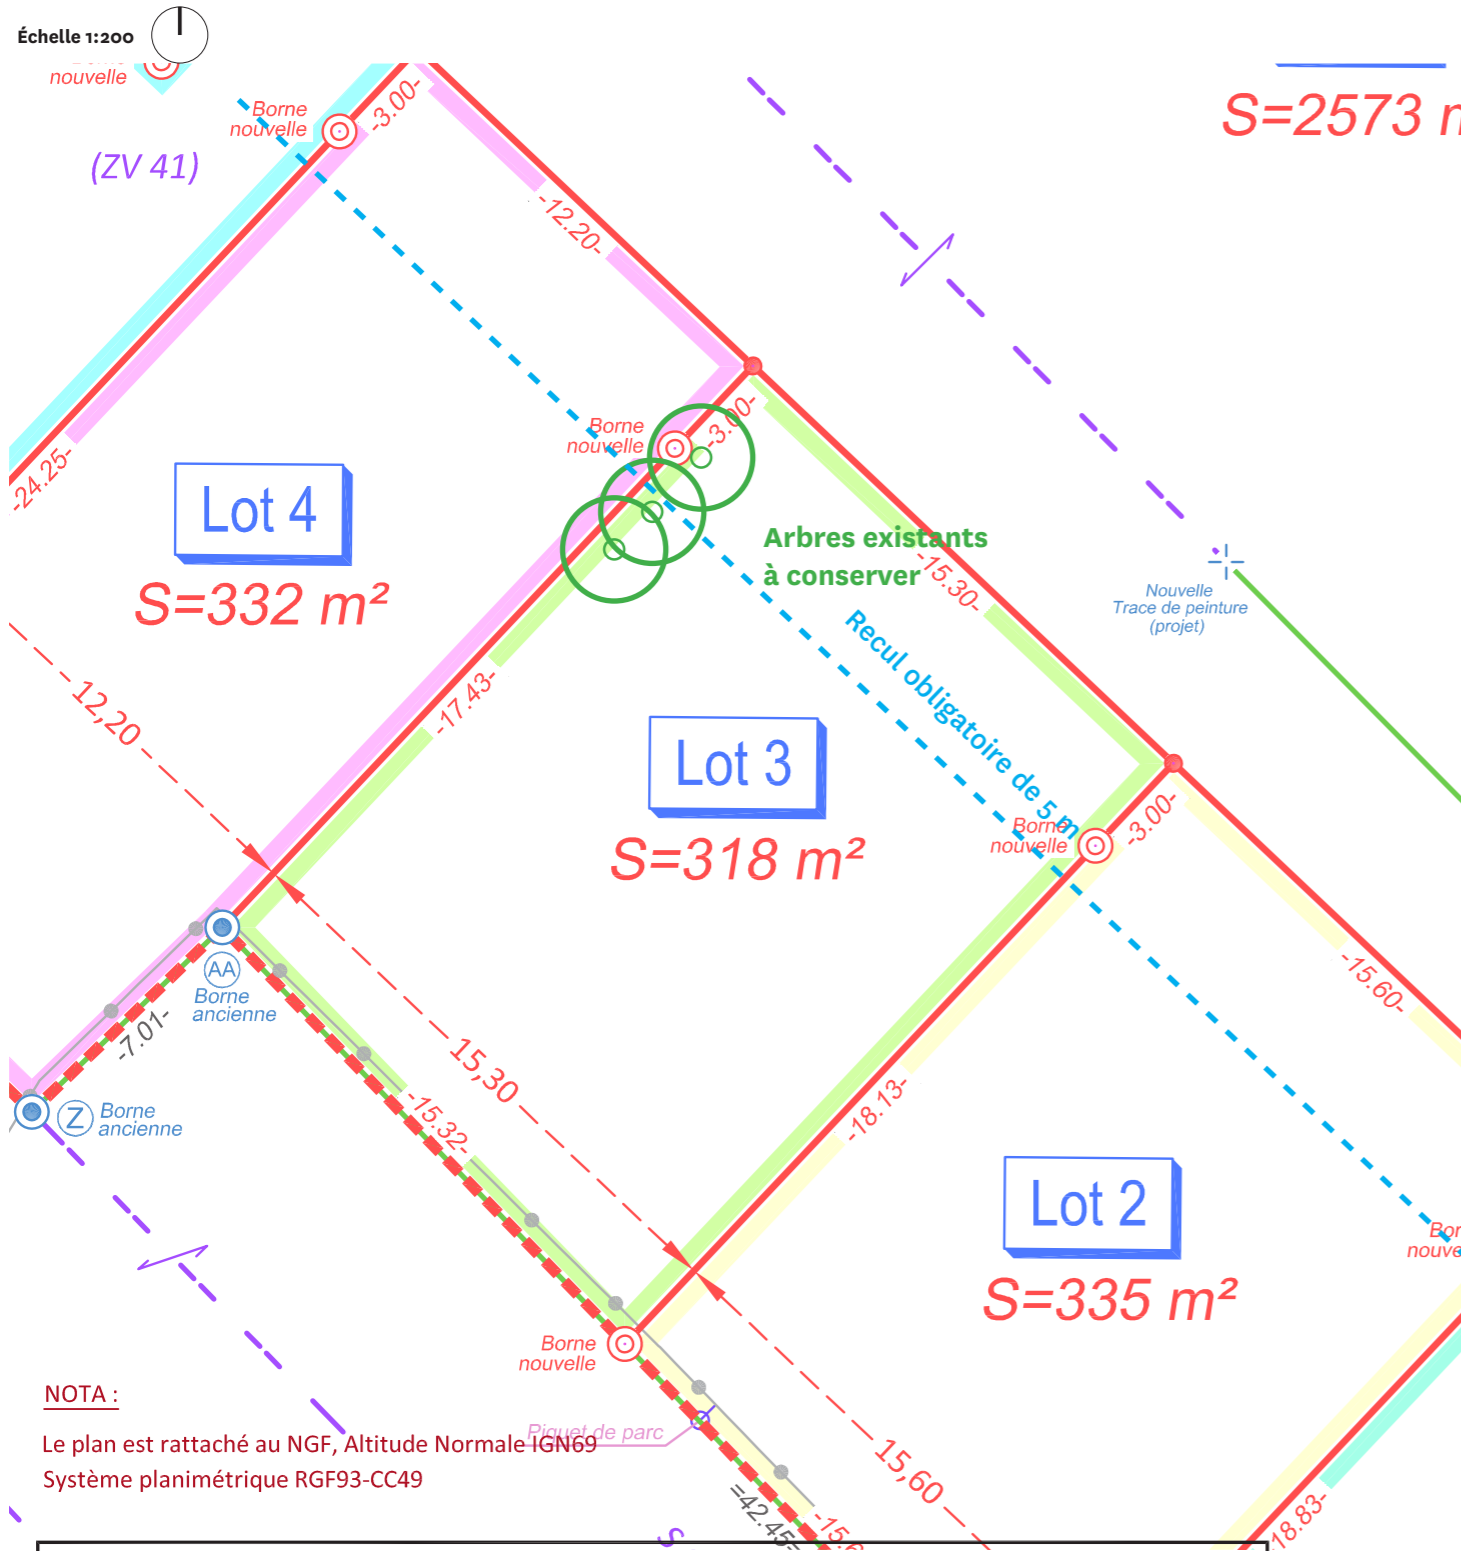 Échelle 1:200
nouvelle
Borne
nouvelle
-3.00-
S=2573
(ZV 41)
-12.20-
-24.25-
Borne
nouvelle
-3.00-
Lot 4
S=332 m²
Arbres existants
à conserver
-15.30-
Nouvelle
Trace de peinture
(projet)
Recul obligatoire de 5 m
12,20
-17.43-
Lot 3
S=318 m²
Borne
nouvelle
-3.00-
AA
Borne
ancienne
-7.01-
Z
Borne
ancienne
15,30
-15.32-
-18.13-
-15.60-
Lot 2
S=335 m²
Borne
nouvelle
NOTA :
Le plan est rattaché au NGF, Altitude Normale IGN69
Système planimétrique RGF93-CC49
Piquet de parc
15,60
=42.45=
18.83-
S